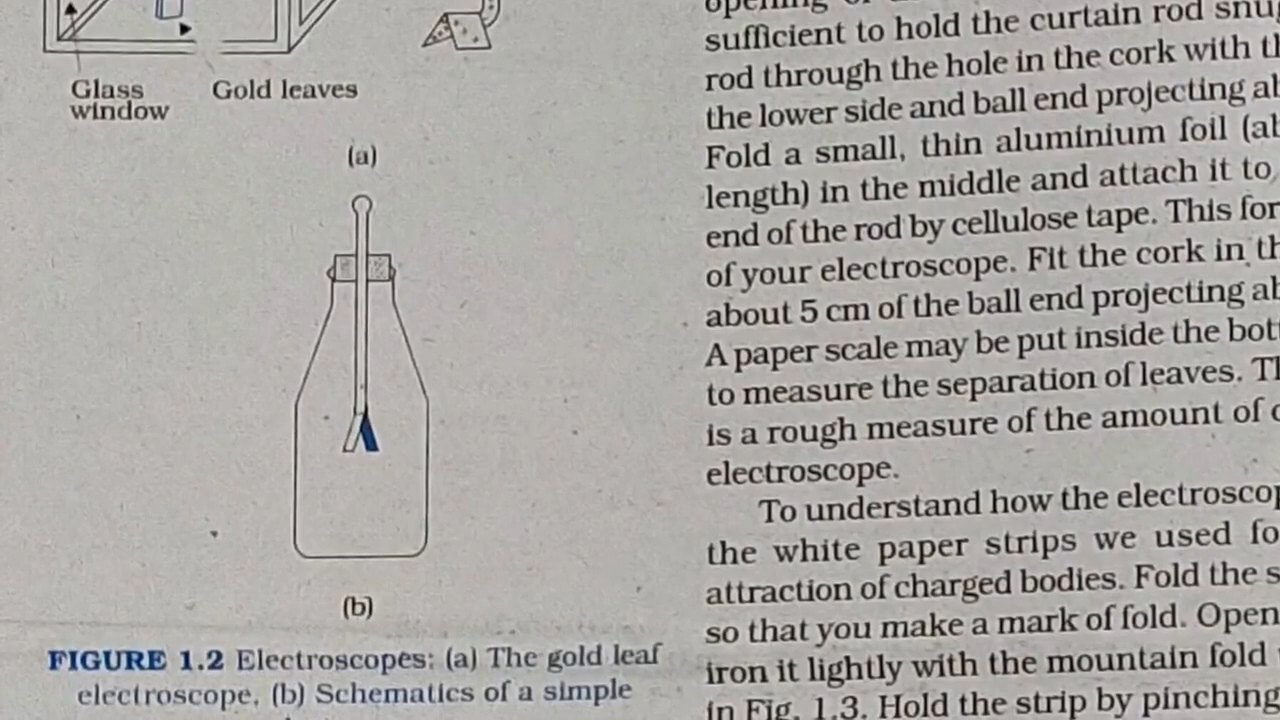 Glass
window
Gold leaves
(a)
(b)
FIGURE 1.2 Electroscopes: (a) The gold leaf
electroscope, (b) Schematics of a simple
opening
sufficient to hold the curtain rod snu
rod through the hole in the cork with
the lower side and ball end projecting
Fold a small, thin aluminium foil
length) in the middle and attach it to
end of the rod by cellulose tape. This
of your electroscope. Fit the cork in
about 5 cm of the ball end projecting
A paper scale may be put inside the
to measure the separation of leaves.
is a rough measure of the amount of
electroscope.
To understand how the electrosco
the white paper strips we used
attraction of charged bodies. Fold the
so that you make a mark of fold. Open
iron it lightly with the mountain fold
in Fig. 1.3. Hold the strip by pinching